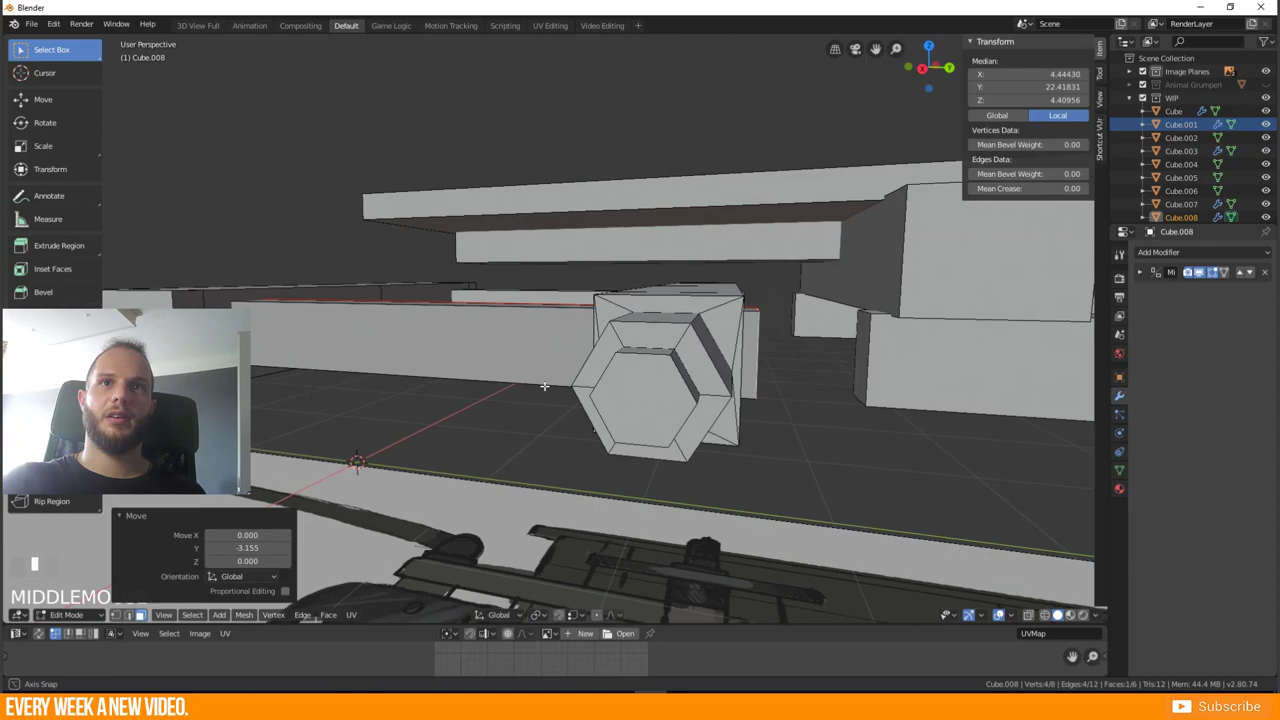 Blender
File Edit Render Window Help
3D View Full Animation Compositing Default Game Logic Motion Tracking Scripting UV Editing Video Editing +
Scene RenderLayer
Select Box
Cursor
Move
Rotate
Scale
Transform
Annotate
Measure
Extrude Region
Inset Faces
Bevel
Rip Region
User Perspective
(1) Cube.008
Z
X
Y
Transform
Median:
X: 4.44430
Y: 22.41831
Z: 4.40956
Global Local
Vertices Data:
Mean Bevel Weight: 0.00
Edges Data:
Mean Bevel Weight: 0.00
Mean Crease: 0.00
Item
Tool
View
Shortcut VUr
Scene Collection
Image Planes
Animal Grumperl
WIP
Cube
Cube.001
Cube.002
Cube.003
Cube.004
Cube.005
Cube.006
Cube.007
Cube.008
Cube.008
Add Modifier
Mi
Move
Move X 0.000
Y -3.155
Z 0.000
Orientation Global
Proportional Editing
MIDDLEMO
Edit Mode View Select Add Mesh Vertex Edge Face UV Global
View Select Image UV New Open UVMap
Axis Snap
Cube.008 | Verts:4/8 | Edges:4/12 | Faces:1/6 | Tris:12 | Mem: 44.4 MB | v2.80.74
EVERY WEEK A NEW VIDEO.
Subscribe